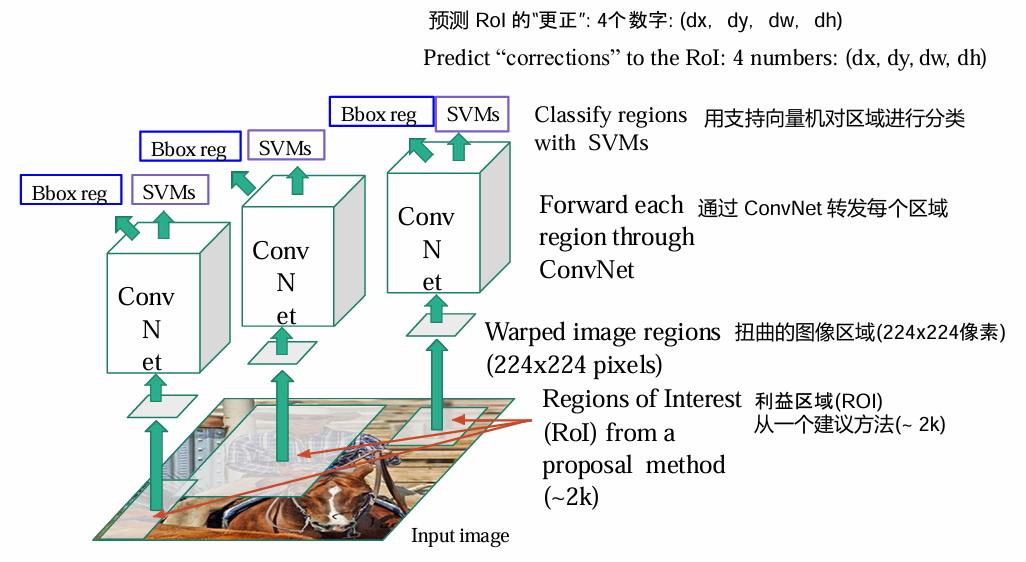 预测 RoI 的“更正”: 4个数字: (dx, dy, dw, dh)
Predict “corrections” to the RoI: 4 numbers: (dx, dy, dw, dh)
Bbox reg
SVMs
Classify regions
with SVMs
用支持向量机对区域进行分类
Bbox reg
SVMs
Bbox reg
SVMs
Conv
N
et
Conv
N
et
Conv
N
et
Forward each
region through
ConvNet
通过 ConvNet 转发每个区域
Warped image regions
(224x224 pixels)
扭曲的图像区域(224x224像素)
Regions of Interest
(RoI) from a
proposal method
(~2k)
利益区域(ROI)
从一个建议方法(~ 2k)
Input image